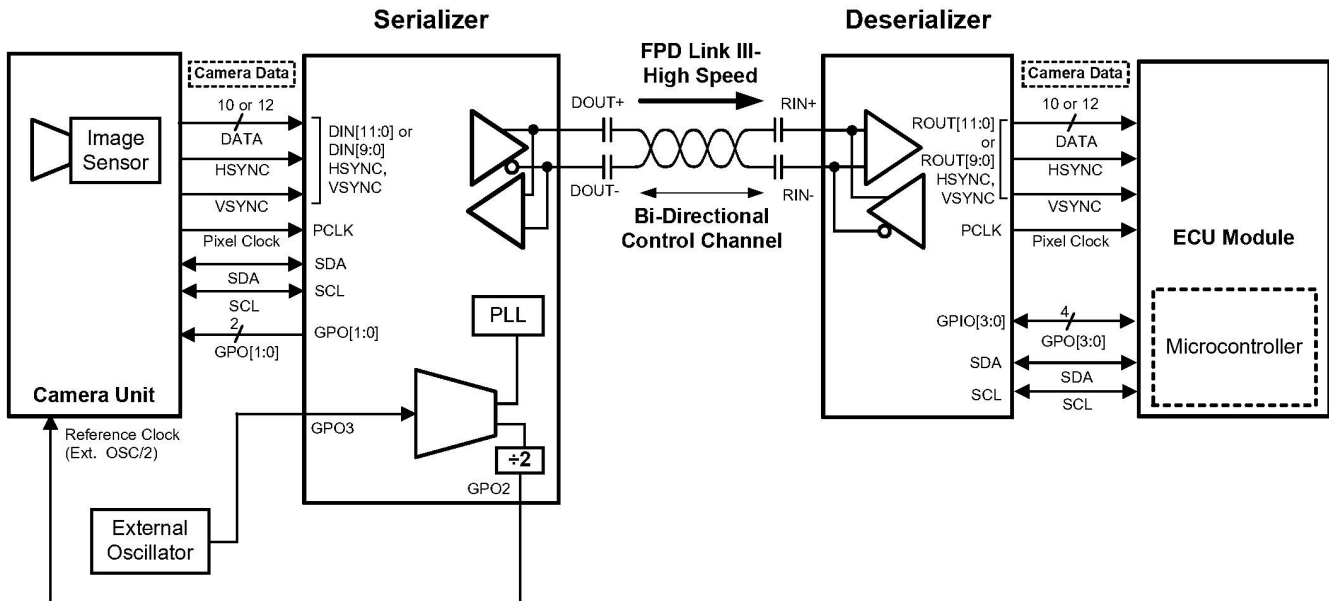 Serializer
Deserializer
Camera Data
10 or 12
DATA
HSYNC
VSYNC
Pixel Clock
SDA
SCL
2
GPO[1:0]
Image
Sensor
Camera Unit
DIN[11:0] or
DIN[9:0]
HSYNC,
VSYNC
PCLK
SDA
SCL
GPO[1:0]
PLL
GPO3
÷2
GPO2
Reference Clock
(Ext. OSC/2)
External
Oscillator
FPD Link III-
High Speed
DOUT+
RIN+
DOUT-
RIN-
Bi-Directional
Control Channel
ROUT[11:0]
or
ROUT[9:0]
HSYNC,
VSYNC
PCLK
GPIO[3:0]
SDA
SCL
Camera Data
10 or 12
DATA
HSYNC
VSYNC
Pixel Clock
4
GPO[3:0]
SDA
SCL
ECU Module
Microcontroller